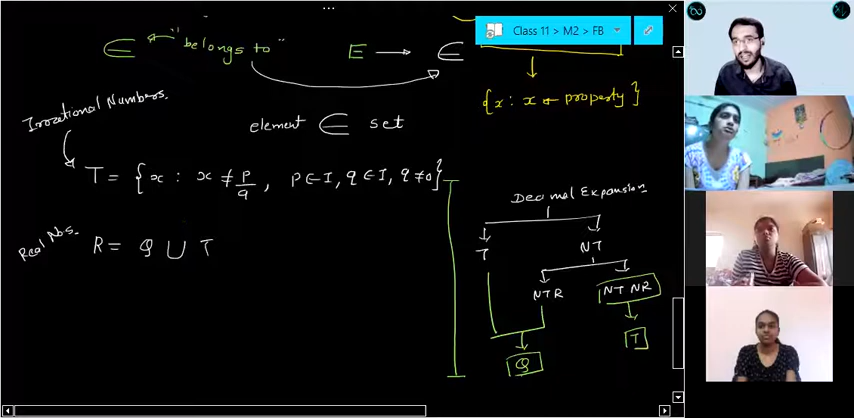 ∈ ← "belongs to" E → ∈
Class 11 > M2 > FB
{x : x ← property}
Irrational Numbers.
element ∈ set
T = {x : x ≠ p/q , p ∈ I, q ∈ I, q ≠ 0}
Real Nbs. R = Q ∪ T
Decimal Expansion
T NT
NTR NT NR
Q T